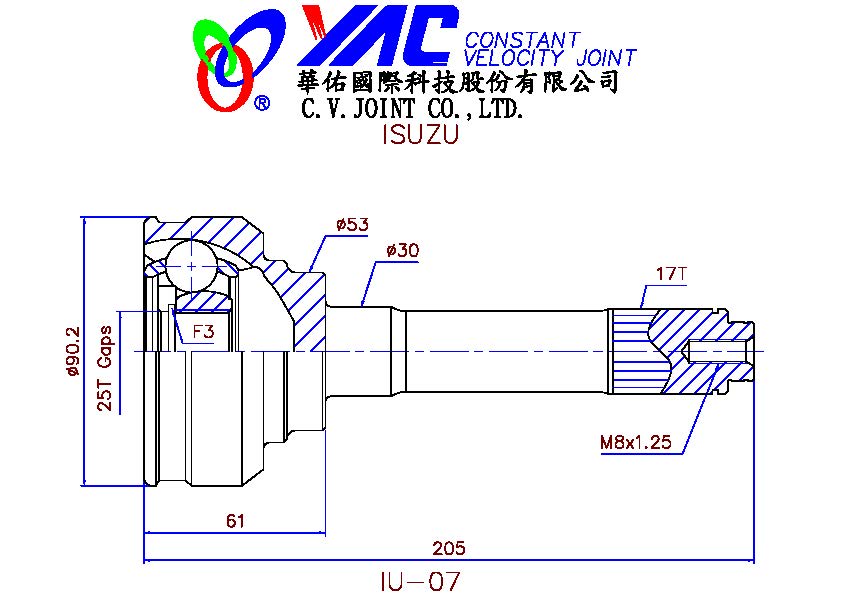 YAC CONSTANT
VELOCITY JOINT
®
華佑國際科技股份有限公司
C.V.JOINT CO.,LTD.
ISUZU
ø53
ø30
17T
F3
ø90.2
25T Gaps
M8x1.25
61
205
IU-07